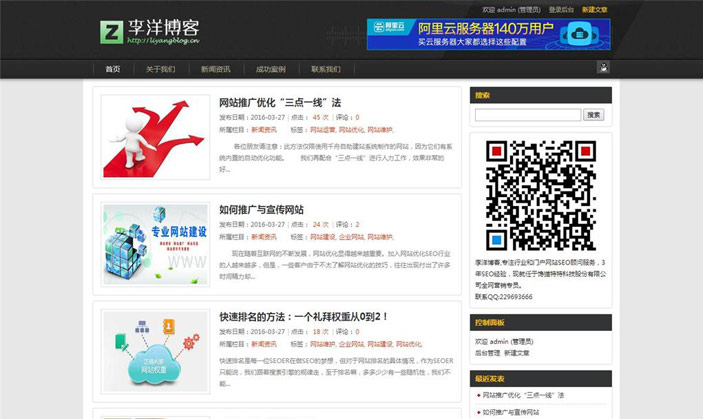 欢迎 admin (管理员) 登录后台 新建文章
李洋博客
http://liyangblog.cn
阿里云
aliyun.com
阿里云服务器140万用户
买云服务器大家都选择这些配置
首页 关于我们 新闻资讯 成功案例 联系我们
网站推广优化“三点一线”法
发布日期：2016-03-27 | 点击： 45 次 | 评论： 0
所属栏目：新闻资讯 标签：网站运营, 网站优化, 网站维护,
各位朋友请注意：此方法仅限使用千舟自助建站系统制作的网站，因为它们有系
统内置的自动优化功能。 我们再配合“三点一线”进行人力工作，效果非常的
好...
专业网站建设
WWW
如何推广与宣传网站
发布日期：2016-03-27 | 点击： 24 次 | 评论： 2
所属栏目：新闻资讯 标签：网站建设, 企业网站, 网站维护,
现在随着互联网的不断发展，网站优化显得越来越重要。加入网站优化SEO行业
的人越来越多，但是，一些客户由于不太了解网站优化的技巧，往往出现付出了许多
时间精力却...
网站权重
快速排名的方法：一个礼拜权重从0到2！
发布日期：2016-03-27 | 点击： 18 次 | 评论： 0
所属栏目：新闻资讯 标签：网站维护, 企业网站, 网站建设, 网站优化,
快速排名是每一位SEOER在做SEO的梦想，但对于网站排名的具体情况，作为SEOER
只能说，我们跟着搜索引擎的规律走，至于排名嘛，多多少少有一些随机性，我们不
能...
搜索
搜索
李洋博客,专注行业和门户网站SEO顾问服务，3
年SEO经验，现就任于饰值特特科技股份有限公
司全网营销专员。
联系QQ:229693666
控制面板
欢迎 admin (管理员)
后台管理 新建文章
最近发表
网站推广优化“三点一线”法
如何推广与宣传网站